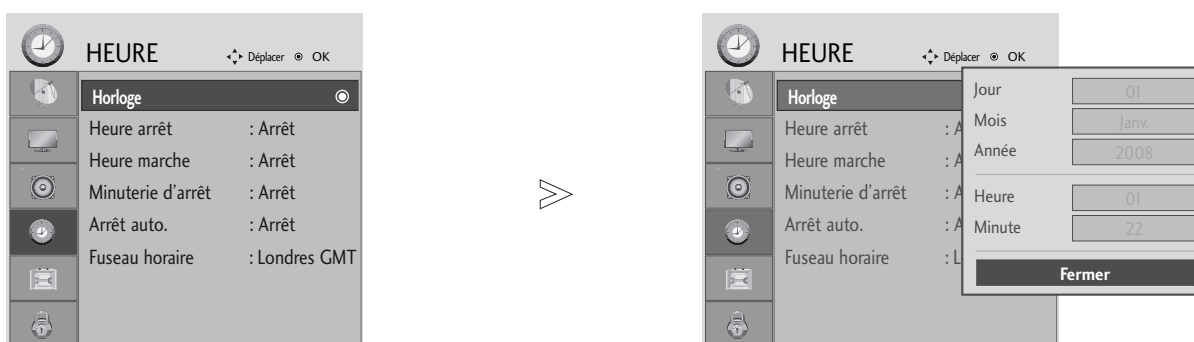 HEURE
Déplacer OK
Horloge
Heure arrêt : Arrêt
Heure marche : Arrêt
Minuterie d'arrêt : Arrêt
Arrêt auto. : Arrêt
Fuseau horaire : Londres GMT
>
HEURE
Déplacer OK
Horloge
Heure arrêt : A
Heure marche : A
Minuterie d'arrêt : A
Arrêt auto. : A
Fuseau horaire : L
Jour 01
Mois Janv.
Année 2008
Heure 01
Minute 22
Fermer